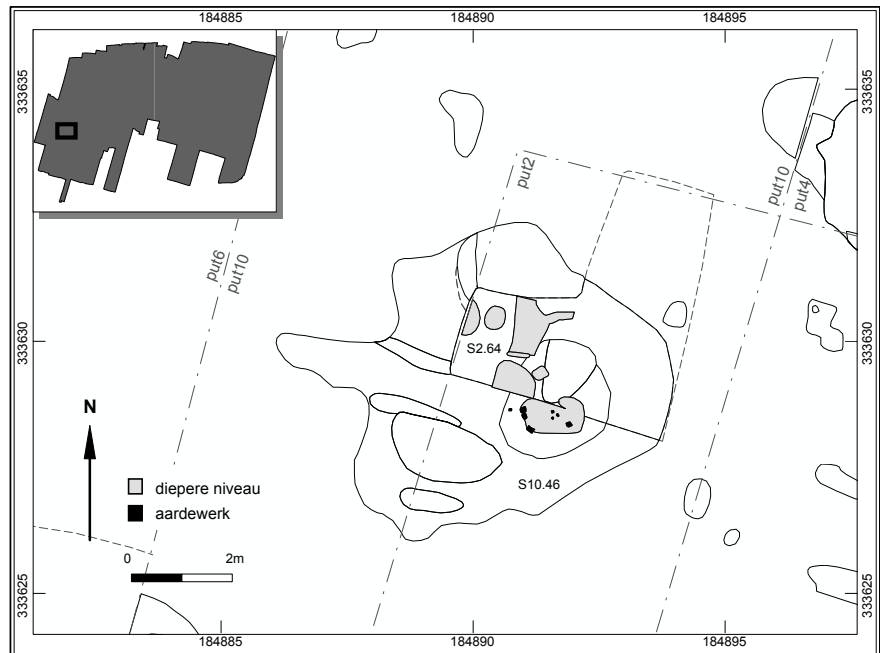 184885
184890
184895
333635
333635
put2
put10
put4
put6
put10
333630
333630
S2.64
N
diepere niveau
S10.46
aardewerk
0
2m
333625
333625
184885
184890
184895